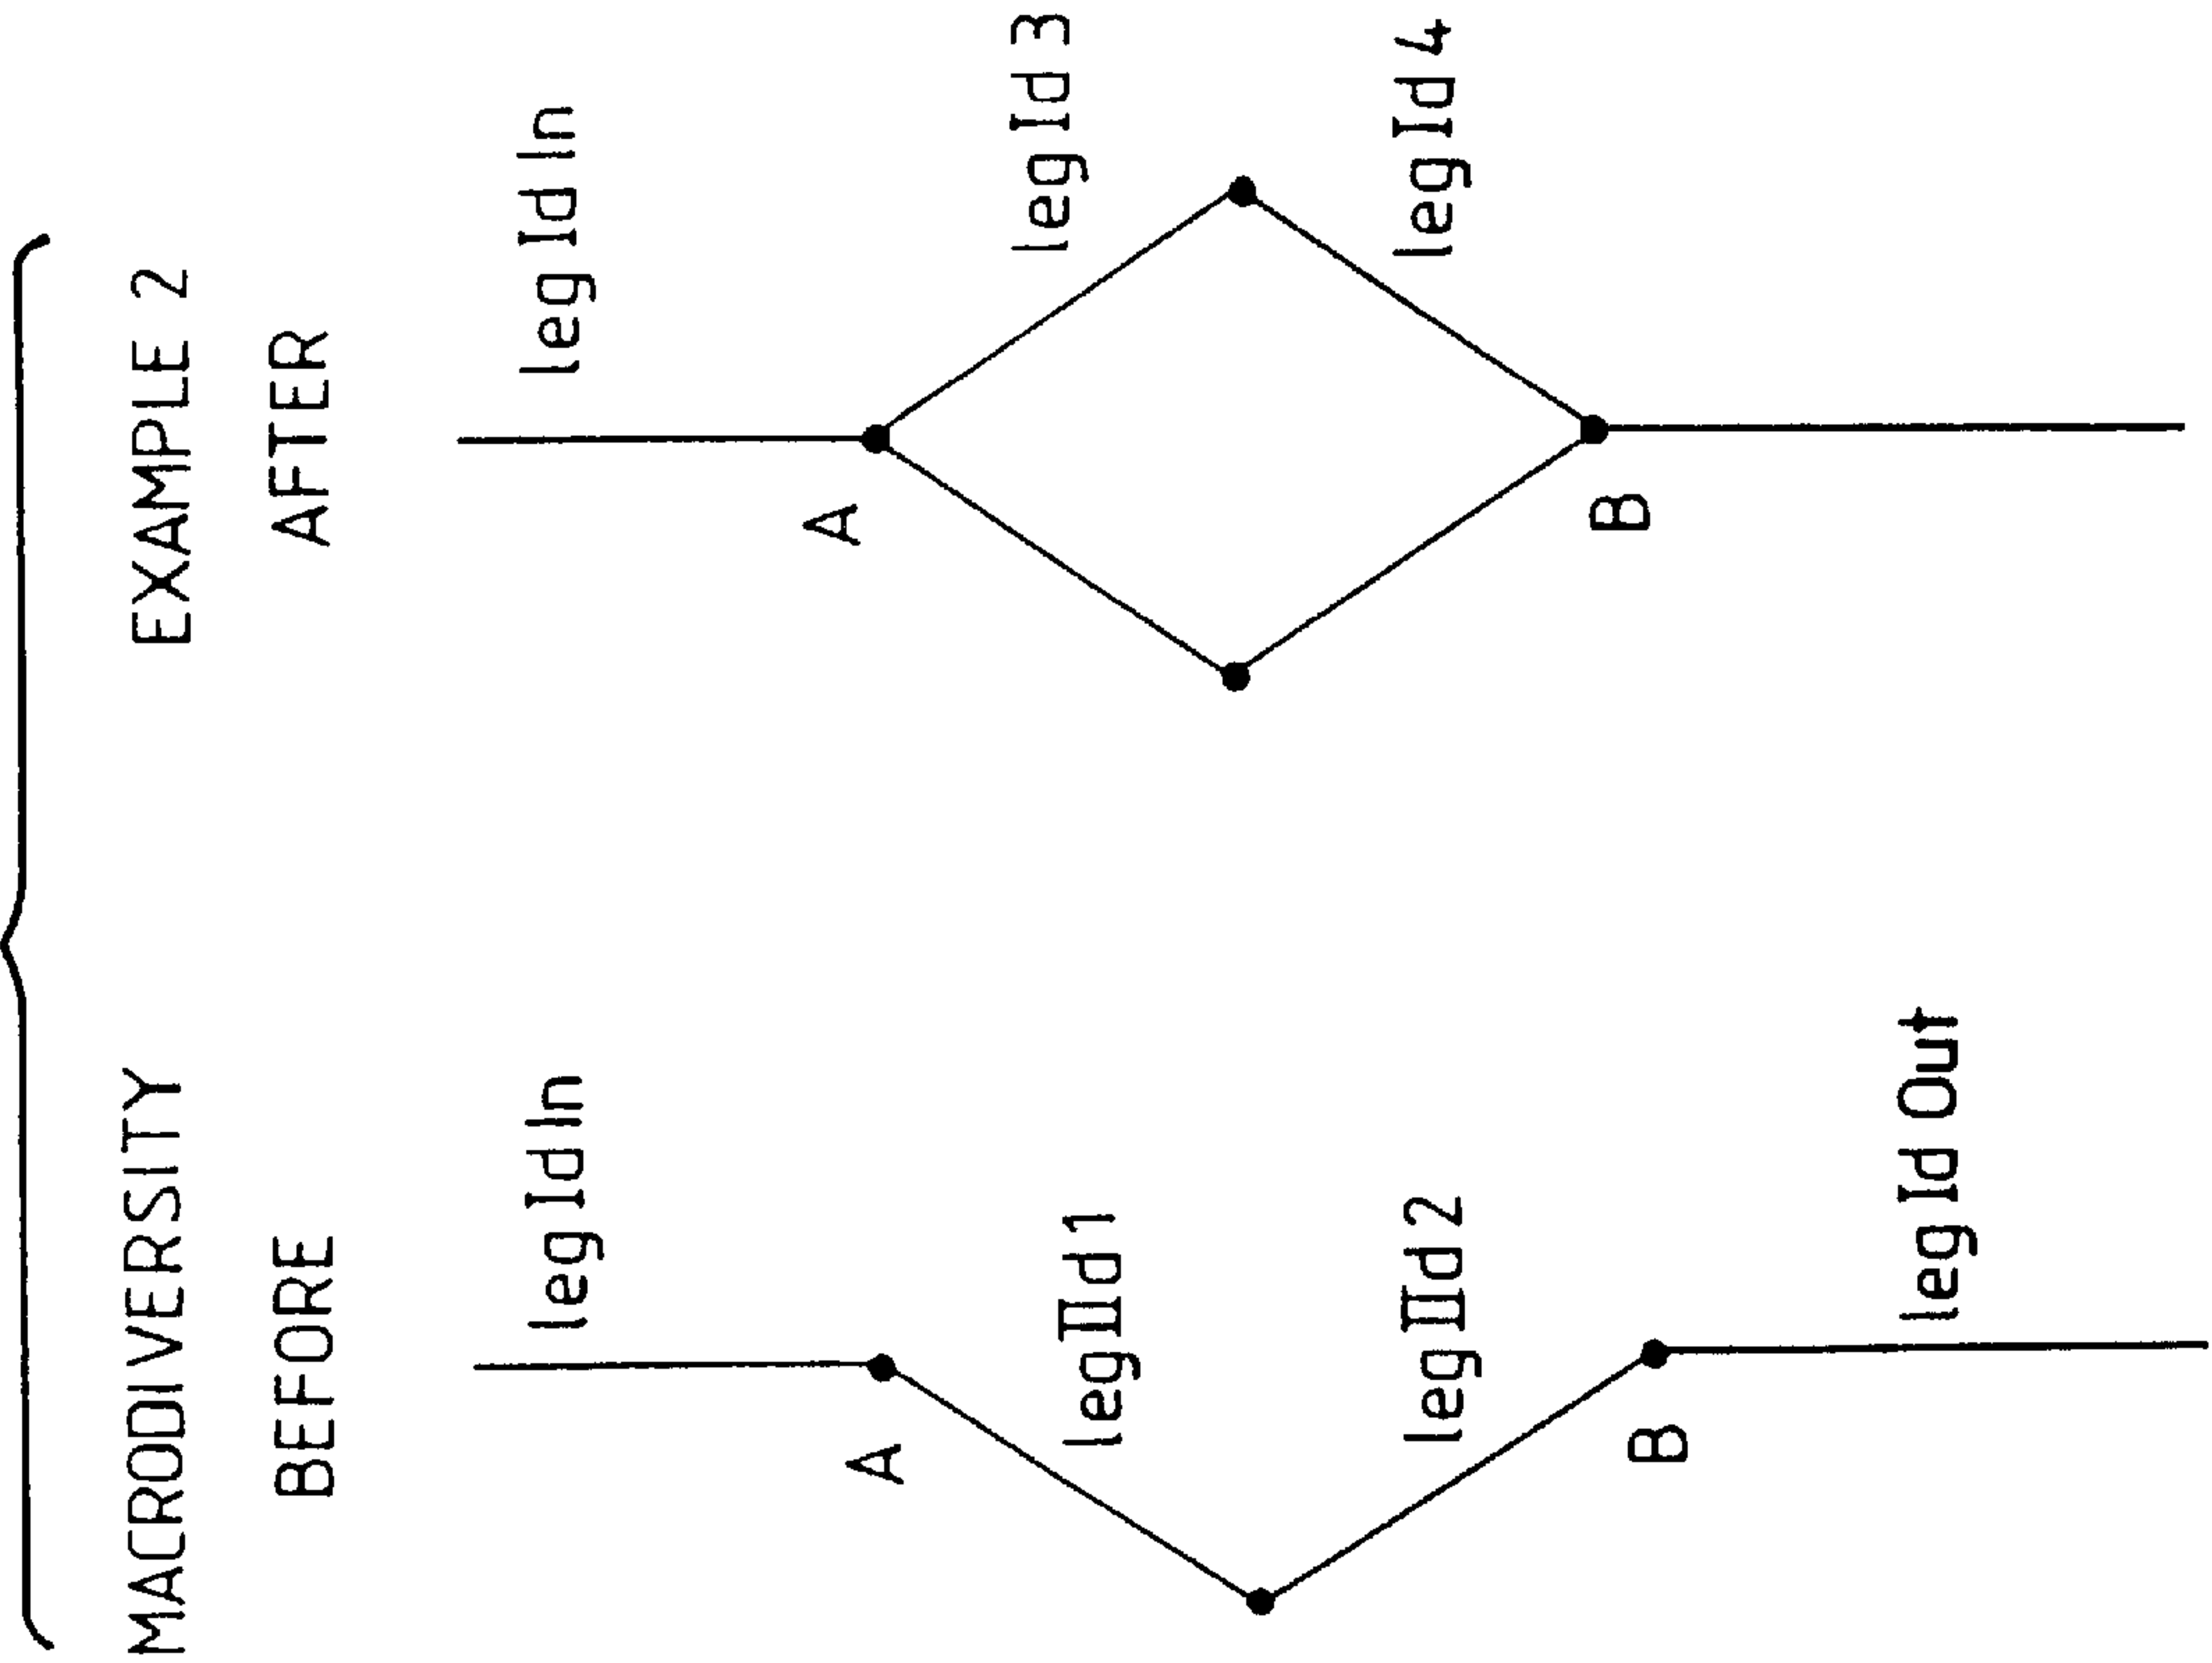 MACRODIVERSITY EXAMPLE 2
BEFORE
AFTER
leg Id In
leg Id In
A
A
leg IId 1
leg Id 3
leg IId 2
leg Id 4
B
B
leg Id Out